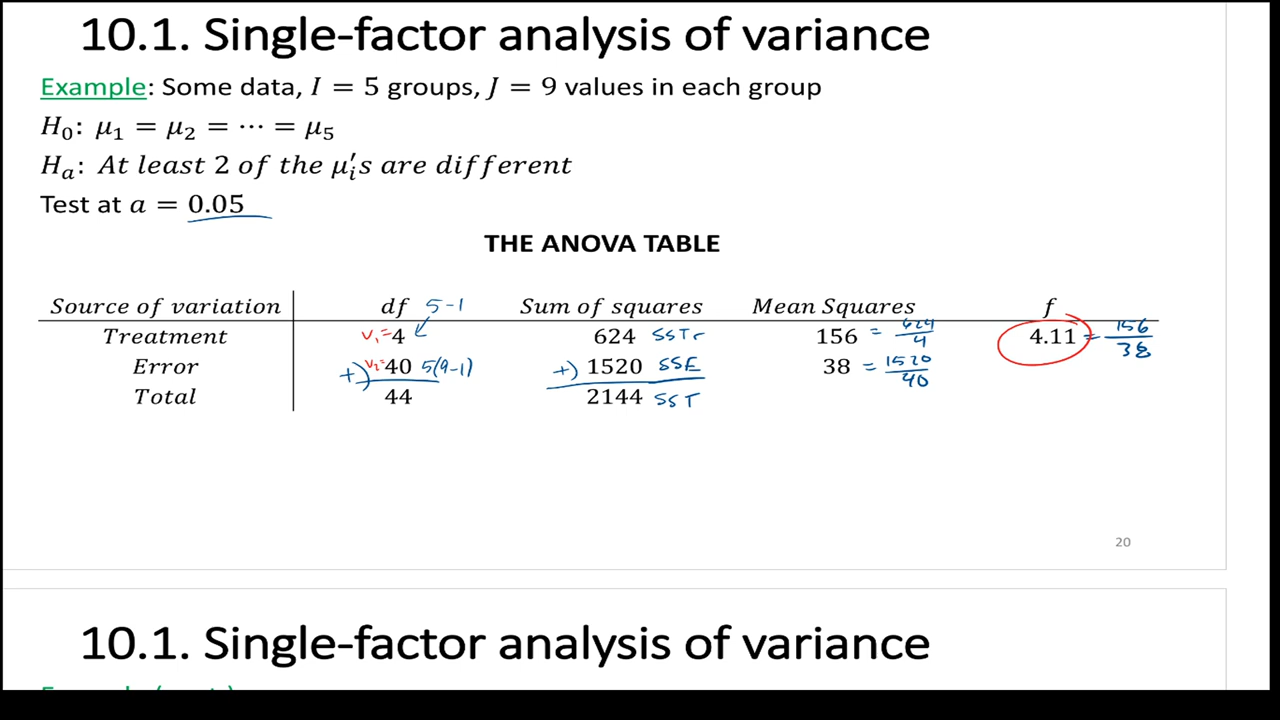 10.1. Single-factor analysis of variance
Example: Some data, I = 5 groups, J = 9 values in each group
H₀: μ₁ = μ₂ = ⋯ = μ₅
Hₐ: At least 2 of the μᵢ′s are different
Test at a = 0.05
THE ANOVA TABLE
Source of variation df 5-1 Sum of squares Mean Squares f
Treatment v₁=4 624 SSTr 156 = 624/4 4.11 = 156/38
Error +) v₂=40 5(9-1) +) 1520 SSE 38 = 1520/40
Total 44 2144 SST
20
10.1. Single-factor analysis of variance